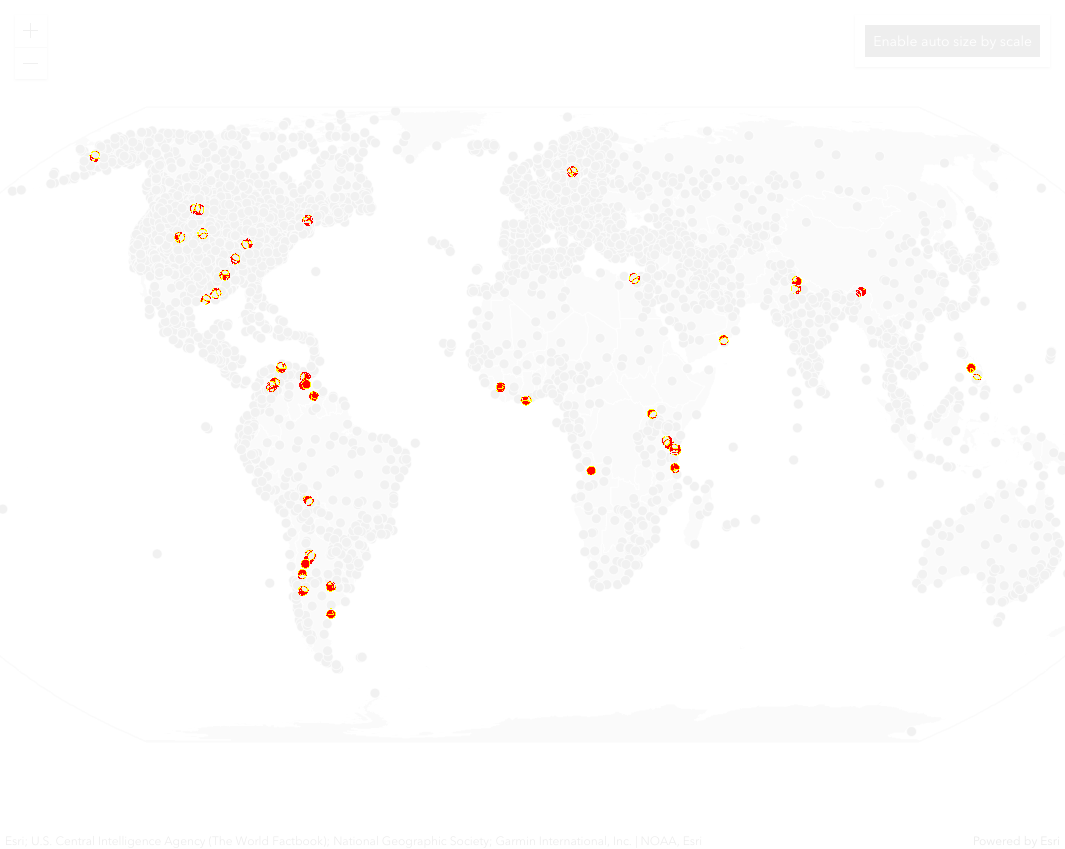 +
Enable auto size by scale
−
Esri; U.S. Central Intelligence Agency (The World Factbook); National Geographic Society; Garmin International, Inc. | NOAA, Esri
Powered by Esri